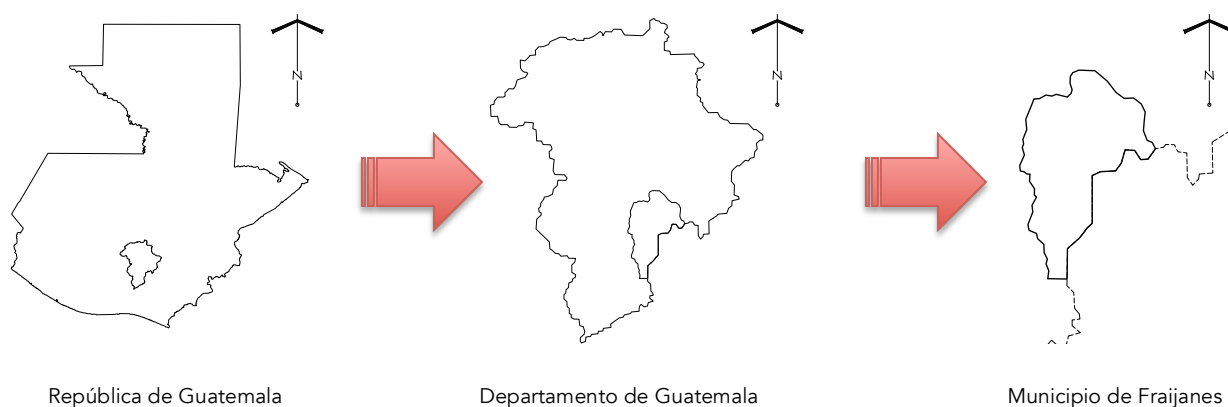 N
N
N
República de Guatemala
Departamento de Guatemala
Municipio de Fraijanes